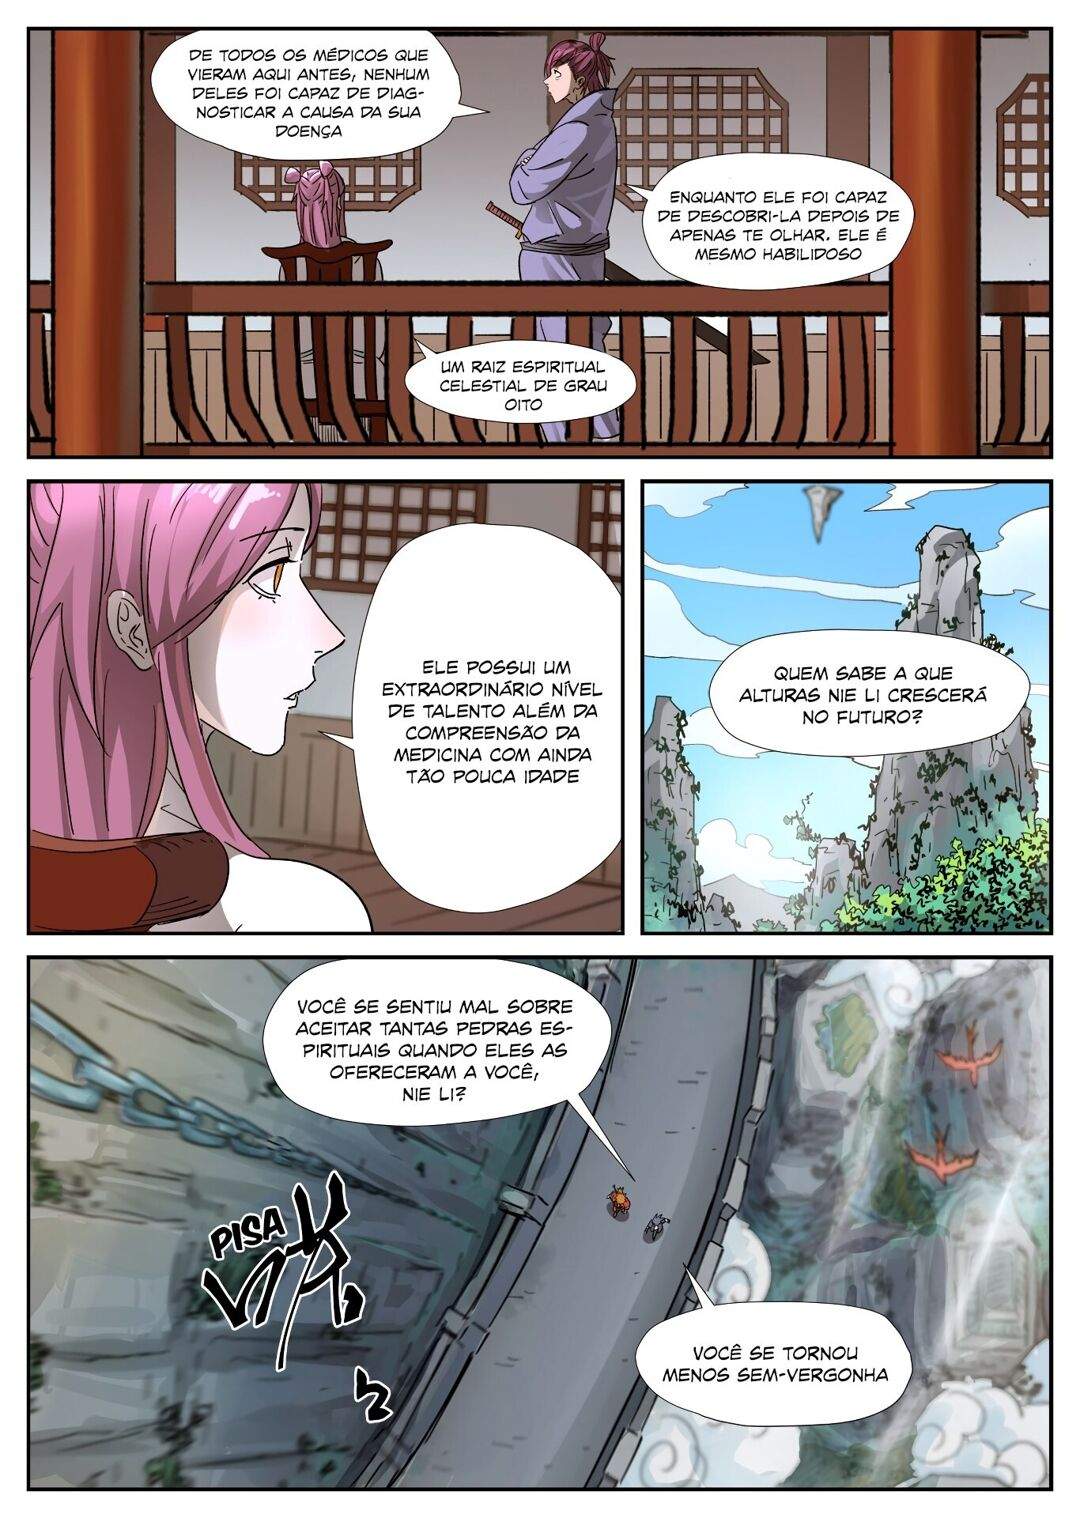 DE TODOS OS MÉDICOS QUE
VIERAM AQUI ANTES, NENHUM
DELES FOI CAPAZ DE DIAG-
NOSTICAR A CAUSA DA SUA
DOENÇA
ENQUANTO ELE FOI CAPAZ
DE DESCOBRI-LA DEPOIS DE
APENAS TE OLHAR. ELE É
MESMO HABILIDOSO
UM RAIZ ESPIRITUAL
CELESTIAL DE GRAU
OITO
ELE POSSUI UM
EXTRAORDINÁRIO NÍVEL
DE TALENTO ALÉM DA
COMPREENSÃO DA
MEDICINA COM AINDA
TÃO POUCA IDADE
QUEM SABE A QUE
ALTURAS NIE LI CRESCERÁ
NO FUTURO?
VOCÊ SE SENTIU MAL SOBRE
ACEITAR TANTAS PEDRAS ES-
PIRITUAIS QUANDO ELES AS
OFERECERAM A VOCÊ,
NIE LI?
PISA
VOCÊ SE TORNOU
MENOS SEM-VERGONHA